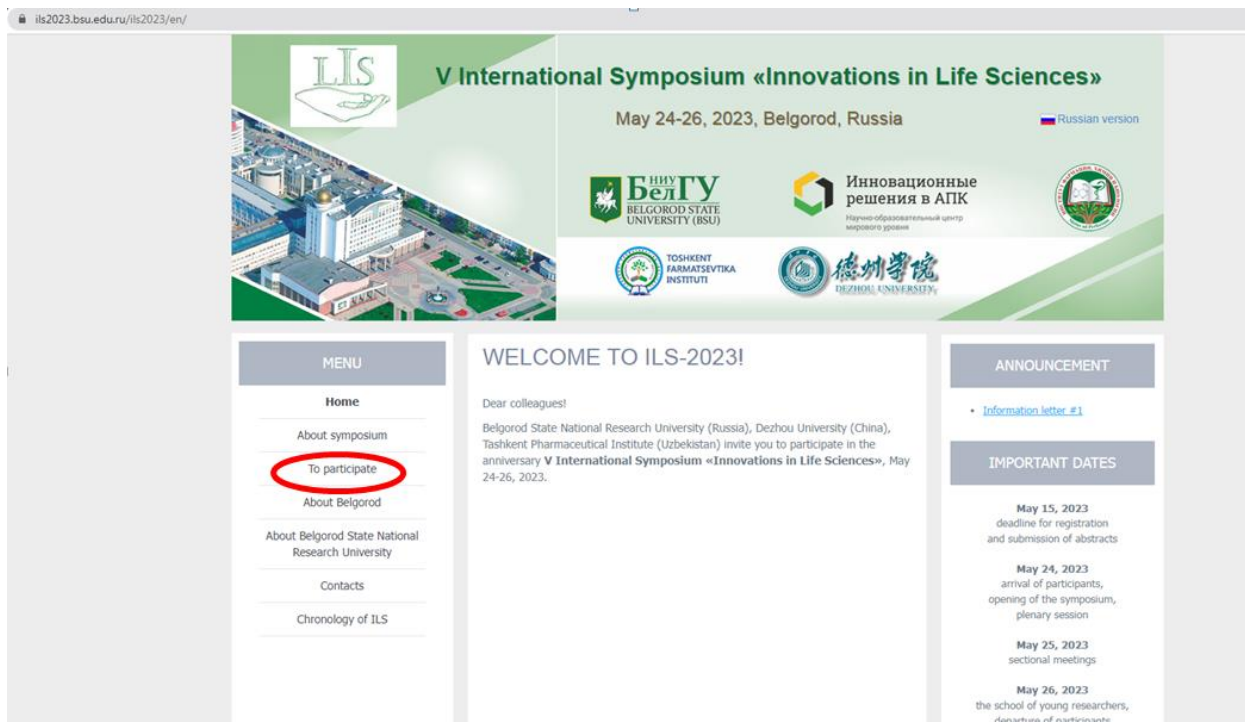 ils2023.bsu.edu.ru/ils2023/en/
LIS
V International Symposium «Innovations in Life Sciences»
May 24-26, 2023, Belgorod, Russia
Russian version
НИУ
БелГУ
BELGOROD STATE
UNIVERSITY (BSU)
Инновационные
решения в АПК
Научно-образовательный центр
мирового уровня
TOSHKENT
FARMATSEVTIKA
INSTITUTI
德州学院
DEZHOU UNIVERSITY
MENU
Home
About symposium
To participate
About Belgorod
About Belgorod State National
Research University
Contacts
Chronology of ILS
WELCOME TO ILS-2023!
Dear colleagues!
Belgorod State National Research University (Russia), Dezhou University (China),
Tashkent Pharmaceutical Institute (Uzbekistan) invite you to participate in the
anniversary V International Symposium «Innovations in Life Sciences», May
24-26, 2023.
ANNOUNCEMENT
Information letter #1
IMPORTANT DATES
May 15, 2023
deadline for registration
and submission of abstracts
May 24, 2023
arrival of participants,
opening of the symposium,
plenary session
May 25, 2023
sectional meetings
May 26, 2023
the school of young researchers,
departure of participants